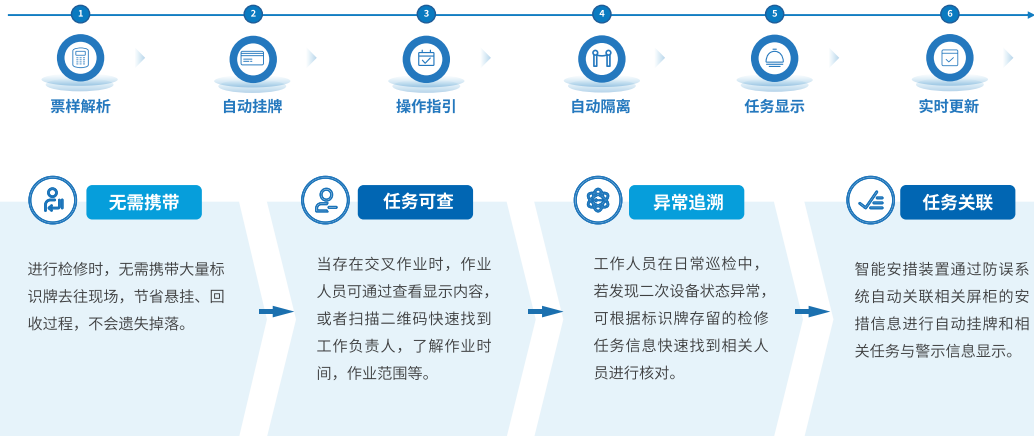 1
2
3
4
5
6
票样解析
自动挂牌
操作指引
自动隔离
任务显示
实时更新
无需携带
进行检修时，无需携带大量标
识牌去往现场，节省悬挂、回
收过程，不会遗失掉落。
任务可查
当存在交叉作业时，作业
人员可通过查看显示内容，
或者扫描二维码快速找到
工作负责人，了解作业时
间，作业范围等。
异常追溯
工作人员在日常巡检中，
若发现二次设备状态异常，
可根据标识牌存留的检修
任务信息快速找到相关人
员进行核对。
任务关联
智能安措装置通过防误系
统自动关联相关屏柜的安
措信息进行自动挂牌和相
关任务与警示信息显示。